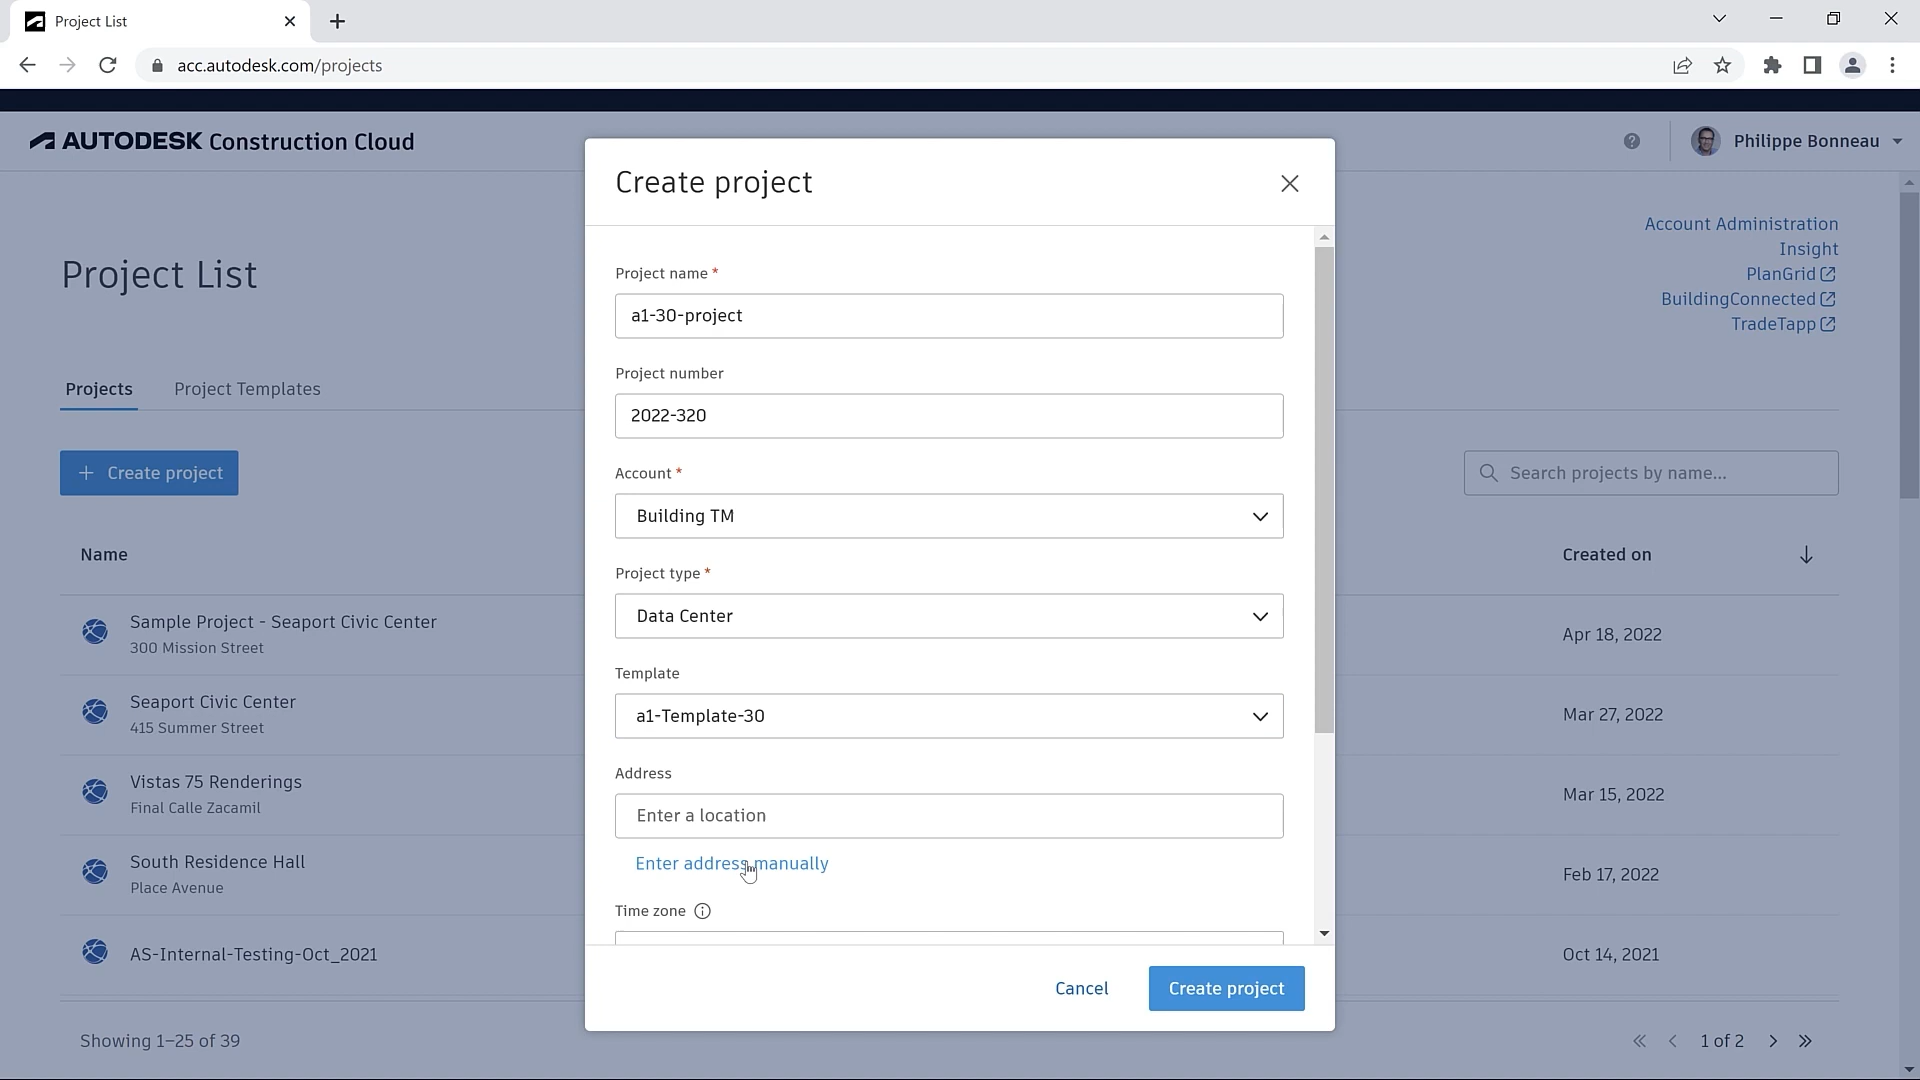 Project List
acc.autodesk.com/projects
AUTODESK Construction Cloud
Philippe Bonneau
Account Administration
Insight
PlanGrid
BuildingConnected
TradeTapp
Project List
Projects
Project Templates
+ Create project
Search projects by name...
Name
Created on
Sample Project - Seaport Civic Center
300 Mission Street
Apr 18, 2022
Seaport Civic Center
415 Summer Street
Mar 27, 2022
Vistas 75 Renderings
Final Calle Zacamil
Mar 15, 2022
South Residence Hall
Place Avenue
Feb 17, 2022
AS-Internal-Testing-Oct_2021
Oct 14, 2021
Showing 1–25 of 39
1 of 2
Create project
Project name *
a1-30-project
Project number
2022-320
Account *
Building TM
Project type *
Data Center
Template
a1-Template-30
Address
Enter a location
Enter address manually
Time zone
Cancel
Create project